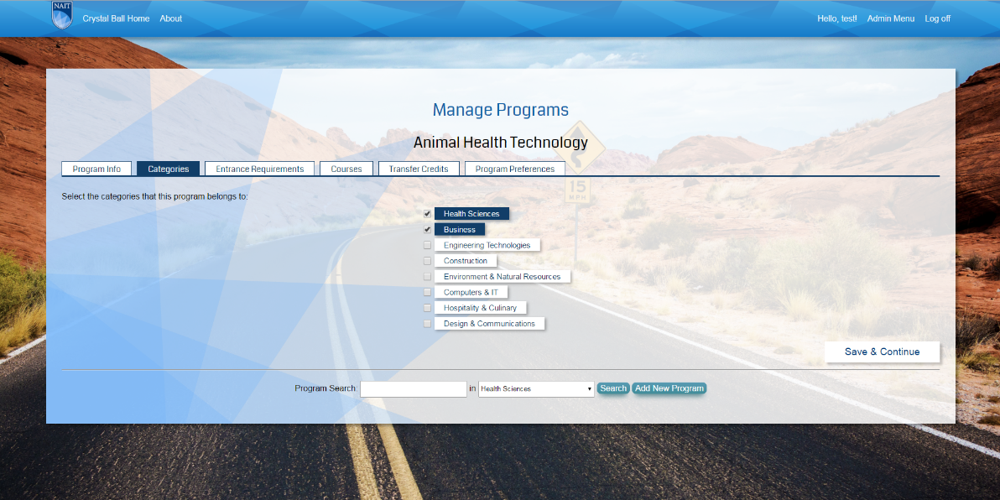 NAIT
Crystal Ball Home About
Hello, test! Admin Menu Log off
Manage Programs
Animal Health Technology
Program Info Categories Entrance Requirements Courses Transfer Credits Program Preferences
Select the categories that this program belongs to:
Health Sciences
Business
Engineering Technologies
Construction
Environment & Natural Resources
Computers & IT
Hospitality & Culinary
Design & Communications
15
MPH
Save & Continue
Program Search: in Health Sciences Search Add New Program